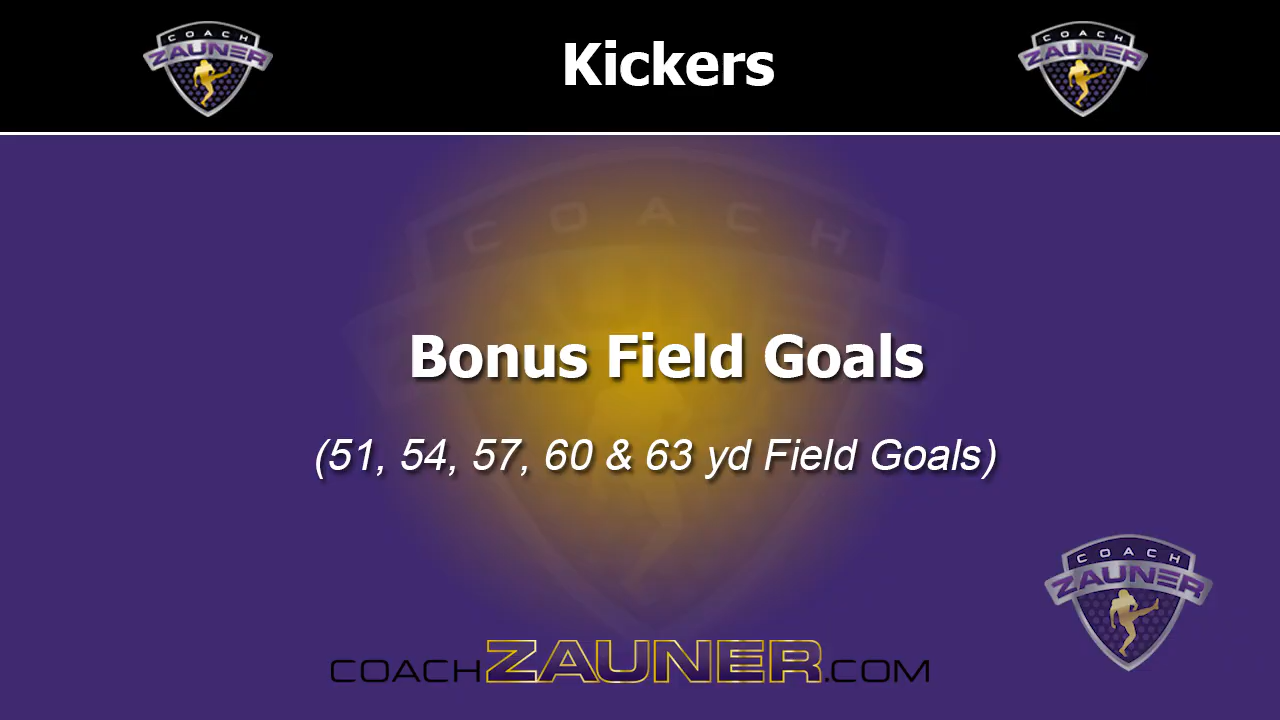 COACH
ZAUNER
Kickers
COACH
ZAUNER
COACH
Bonus Field Goals
(51, 54, 57, 60 & 63 yd Field Goals)
COACH
ZAUNER
COACHZAUNER.COM